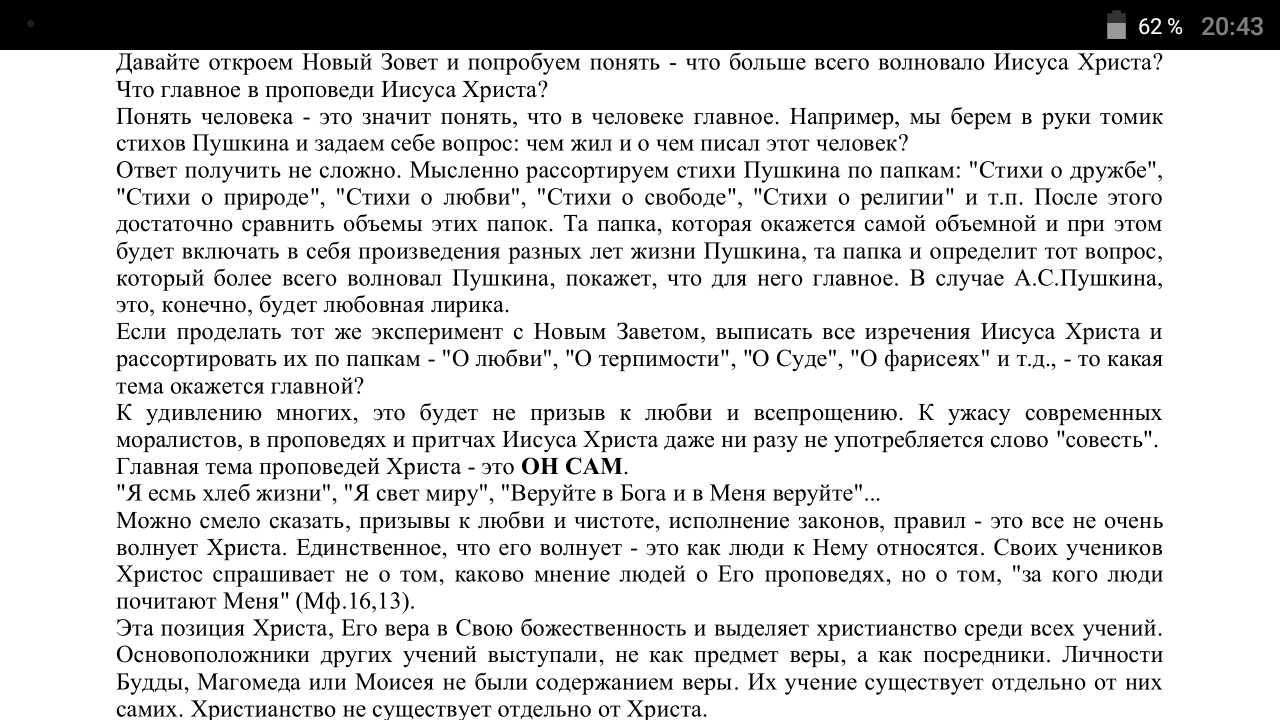 62 % 20:43
Давайте откроем Новый Зовет и попробуем понять - что больше всего волновало Иисуса Христа?
Что главное в проповеди Иисуса Христа?
Понять человека - это значит понять, что в человеке главное. Например, мы берем в руки томик
стихов Пушкина и задаем себе вопрос: чем жил и о чем писал этот человек?
Ответ получить не сложно. Мысленно рассортируем стихи Пушкина по папкам: "Стихи о дружбе",
"Стихи о природе", "Стихи о любви", "Стихи о свободе", "Стихи о религии" и т.п. После этого
достаточно сравнить объемы этих папок. Та папка, которая окажется самой объемной и при этом
будет включать в себя произведения разных лет жизни Пушкина, та папка и определит тот вопрос,
который более всего волновал Пушкина, покажет, что для него главное. В случае А.С.Пушкина,
это, конечно, будет любовная лирика.
Если проделать тот же эксперимент с Новым Заветом, выписать все изречения Иисуса Христа и
рассортировать их по папкам - "О любви", "О терпимости", "О Суде", "О фарисеях" и т.д., - то какая
тема окажется главной?
К удивлению многих, это будет не призыв к любви и всепрощению. К ужасу современных
моралистов, в проповедях и притчах Иисуса Христа даже ни разу не употребляется слово "совесть".
Главная тема проповедей Христа - это ОН САМ.
"Я есмь хлеб жизни", "Я свет миру", "Веруйте в Бога и в Меня веруйте"...
Можно смело сказать, призывы к любви и чистоте, исполнение законов, правил - это все не очень
волнует Христа. Единственное, что его волнует - это как люди к Нему относятся. Своих учеников
Христос спрашивает не о том, каково мнение людей о Его проповедях, но о том, "за кого люди
почитают Меня" (Мф.16,13).
Эта позиция Христа, Его вера в Свою божественность и выделяет христианство среди всех учений.
Основоположники других учений выступали, не как предмет веры, а как посредники. Личности
Будды, Магомеда или Моисея не были содержанием веры. Их учение существует отдельно от них
самих. Христианство не существует отдельно от Христа.